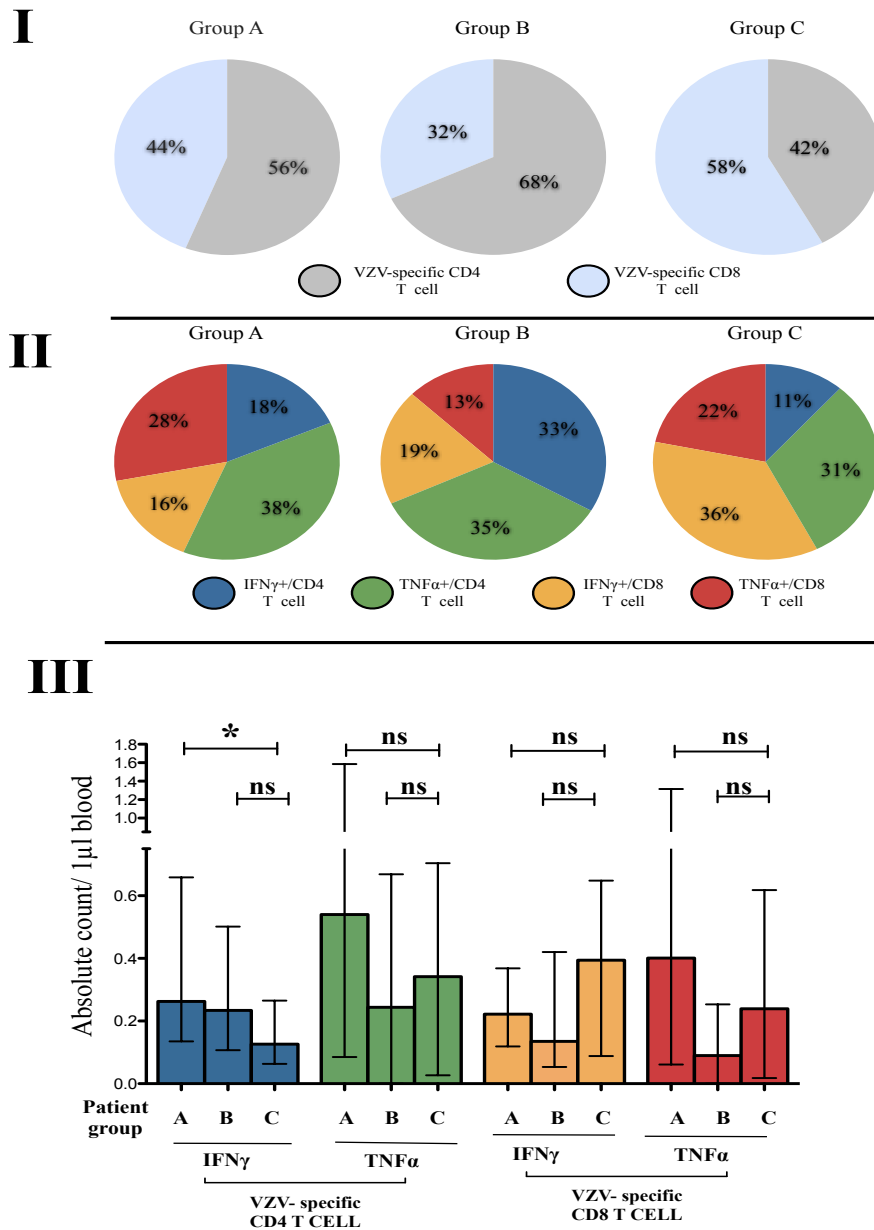 I
Group A
Group B
Group C
44%
56%
32%
68%
58%
42%
VZV-specific CD4
T cell
VZV-specific CD8
T cell
II
Group A
Group B
Group C
28%
18%
16%
38%
13%
33%
19%
35%
22%
11%
36%
31%
IFNγ+/CD4
T cell
TNFα+/CD4
T cell
IFNγ+/CD8
T cell
TNFα+/CD8
T cell
III
Absolute count/ 1µl blood
1.8
1.6
1.4
1.2
1.0
0.6
0.4
0.2
0.0
*
ns
ns
ns
ns
ns
ns
ns
Patient
group
A B C A B C A B C A B C
IFNγ TNFα IFNγ TNFα
VZV- specific
CD4 T CELL
VZV- specific
CD8 T CELL